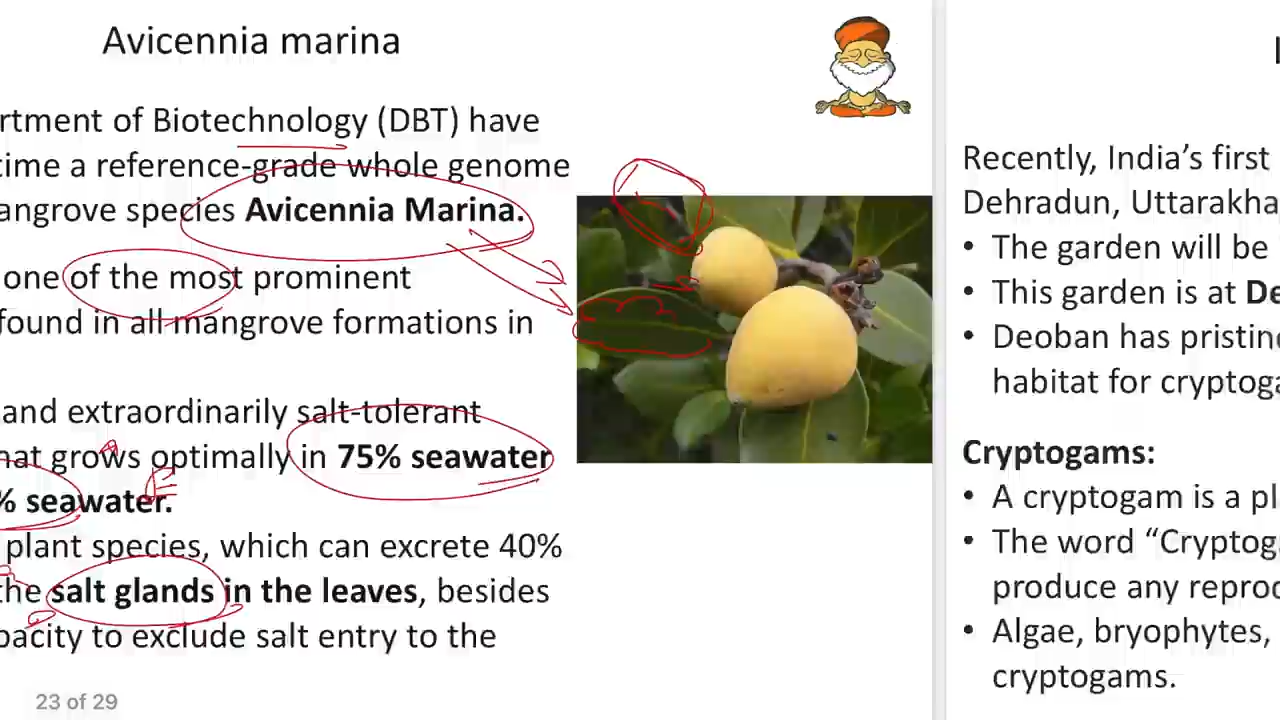 Avicennia marina
rtment of Biotechnology (DBT) have
time a reference-grade whole genome
angrove species Avicennia Marina.
one of the most prominent
found in all mangrove formations in
and extraordinarily salt-tolerant
hat grows optimally in 75% seawater
% seawater.
plant species, which can excrete 40%
the salt glands in the leaves, besides
pacity to exclude salt entry to the
23 of 29
Recently, India’s first
Dehradun, Uttarakha
• The garden will be
• This garden is at De
• Deoban has pristin
habitat for cryptoga
Cryptogams:
• A cryptogam is a pl
• The word “Cryptog
produce any reprod
• Algae, bryophytes,
cryptogams.